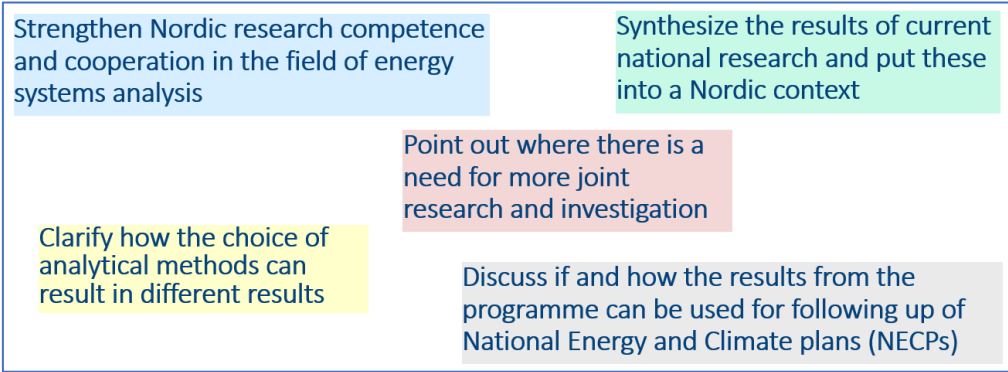 Strengthen Nordic research competence
and cooperation in the field of energy
systems analysis
Synthesize the results of current
national research and put these
into a Nordic context
Point out where there is a
need for more joint
research and investigation
Clarify how the choice of
analytical methods can
result in different results
Discuss if and how the results from the
programme can be used for following up of
National Energy and Climate plans (NECPs)